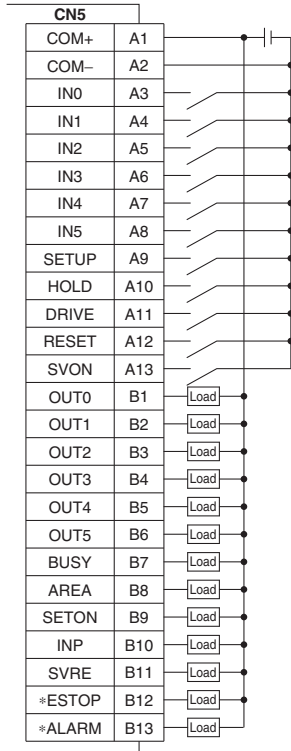 CN5
COM+ A1
COM− A2
IN0 A3
IN1 A4
IN2 A5
IN3 A6
IN4 A7
IN5 A8
SETUP A9
HOLD A10
DRIVE A11
RESET A12
SVON A13
OUT0 B1 Load
OUT1 B2 Load
OUT2 B3 Load
OUT3 B4 Load
OUT4 B5 Load
OUT5 B6 Load
BUSY B7 Load
AREA B8 Load
SETON B9 Load
INP B10 Load
SVRE B11 Load
*ESTOP B12 Load
*ALARM B13 Load